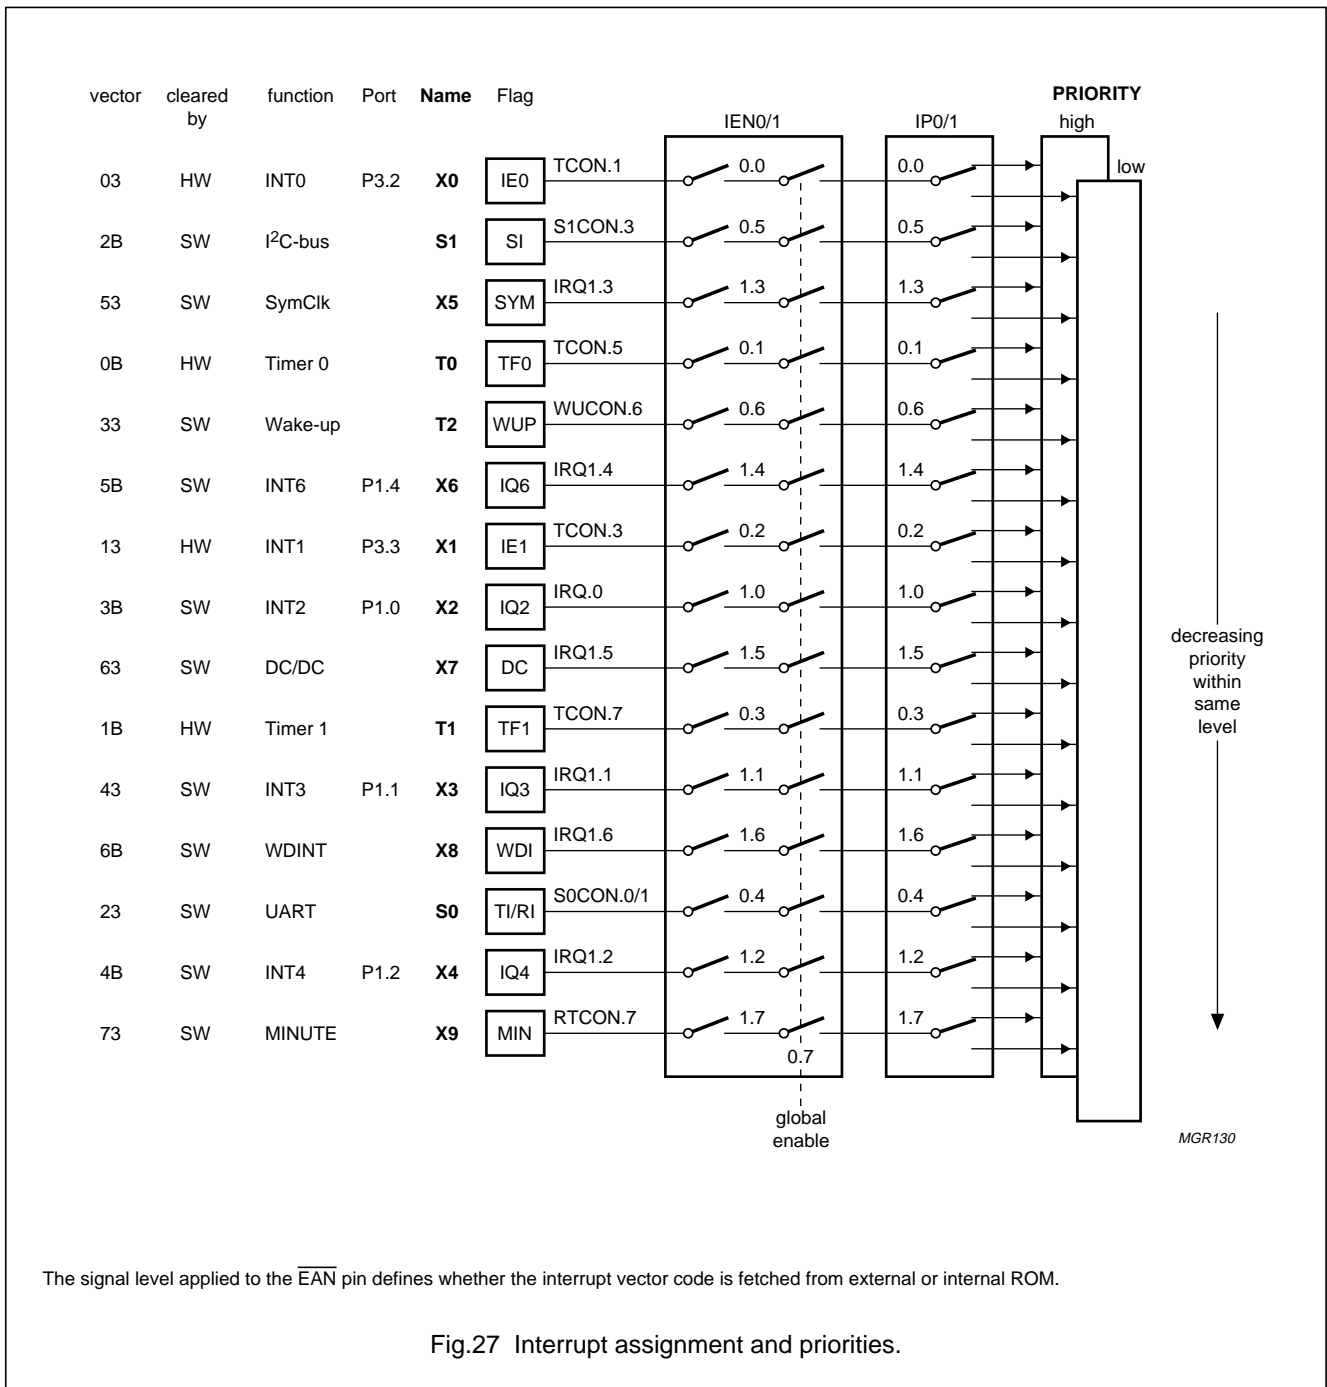 vector cleared by function Port Name Flag PRIORITY
IEN0/1 IP0/1 high
low
03 HW INT0 P3.2 X0 IE0 TCON.1 0.0 0.0
2B SW I2C-bus S1 SI S1CON.3 0.5 0.5
53 SW SymClk X5 SYM IRQ1.3 1.3 1.3
0B HW Timer 0 T0 TF0 TCON.5 0.1 0.1
33 SW Wake-up T2 WUP WUCON.6 0.6 0.6
5B SW INT6 P1.4 X6 IQ6 IRQ1.4 1.4 1.4
13 HW INT1 P3.3 X1 IE1 TCON.3 0.2 0.2
3B SW INT2 P1.0 X2 IQ2 IRQ.0 1.0 1.0
63 SW DC/DC X7 DC IRQ1.5 1.5 1.5
1B HW Timer 1 T1 TF1 TCON.7 0.3 0.3
43 SW INT3 P1.1 X3 IQ3 IRQ1.1 1.1 1.1
6B SW WDINT X8 WDI IRQ1.6 1.6 1.6
23 SW UART S0 TI/RI S0CON.0/1 0.4 0.4
4B SW INT4 P1.2 X4 IQ4 IRQ1.2 1.2 1.2
73 SW MINUTE X9 MIN RTCON.7 1.7 1.7
0.7
global
enable
decreasing
priority
within
same
level
MGR130
The signal level applied to the EAN pin defines whether the interrupt vector code is fetched from external or internal ROM.
Fig.27 Interrupt assignment and priorities.